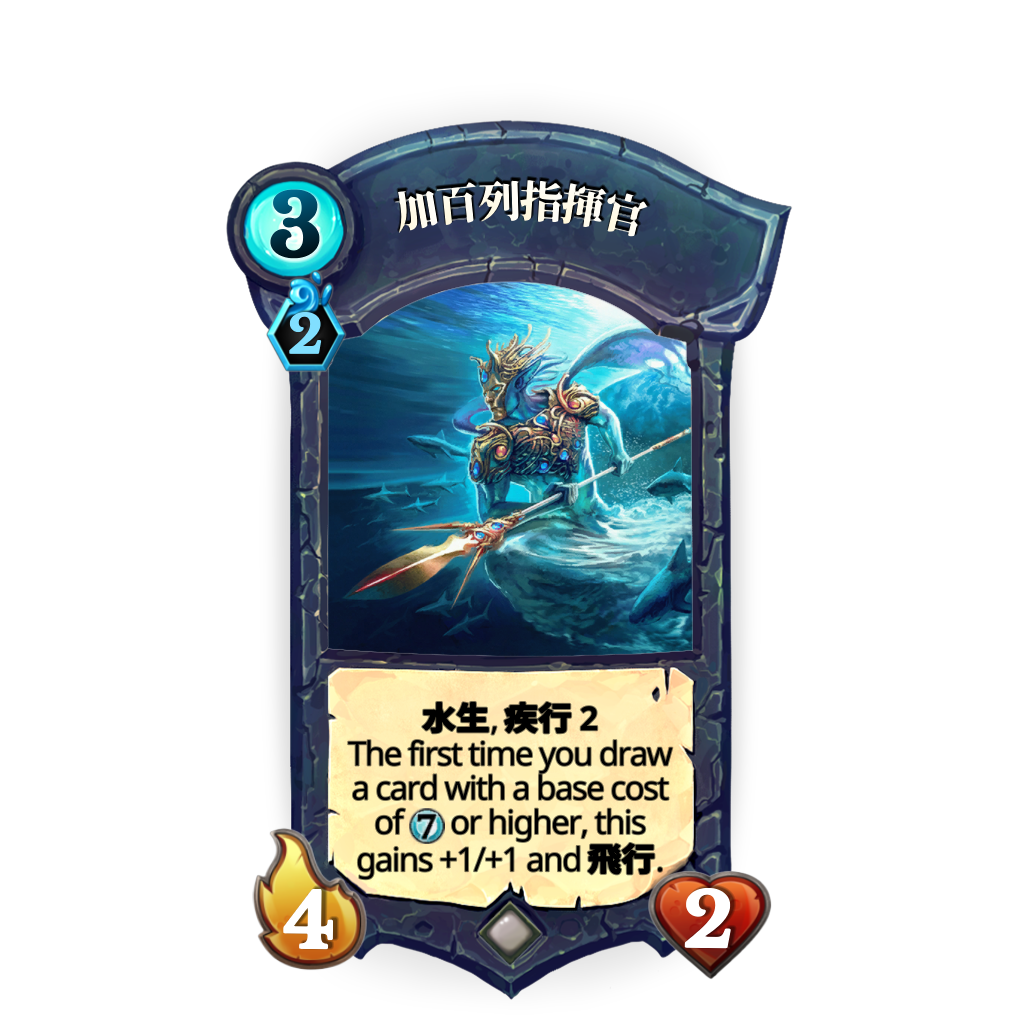 加百列指揮官
3
2
水生, 疾行 2
The first time you draw
a card with a base cost
of 7 or higher, this
gains +1/+1 and 飛行.
4
2